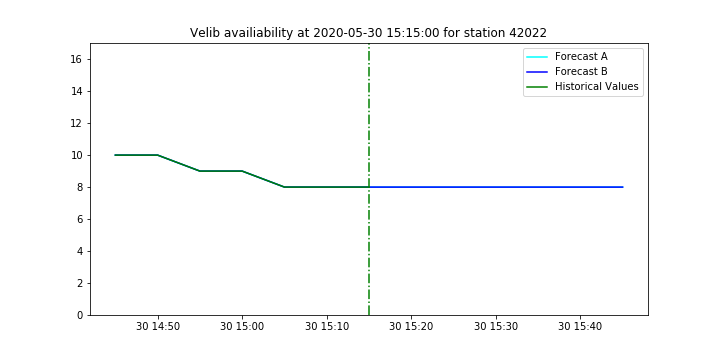 Velib availiability at 2020-05-30 15:15:00 for station 42022
Forecast A
Forecast B
Historical Values
16
14
12
10
8
6
4
2
0
30 14:50 30 15:00 30 15:10 30 15:20 30 15:30 30 15:40